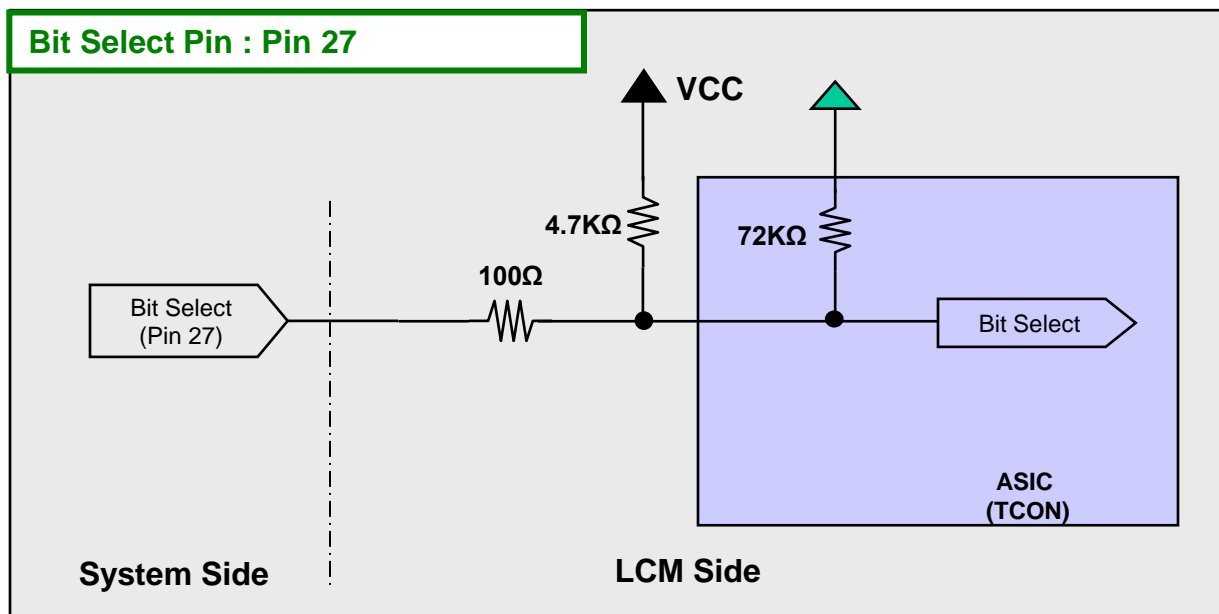 Bit Select Pin : Pin 27
VCC
4.7KΩ
72KΩ
100Ω
Bit Select
(Pin 27)
Bit Select
ASIC
(TCON)
System Side
LCM Side